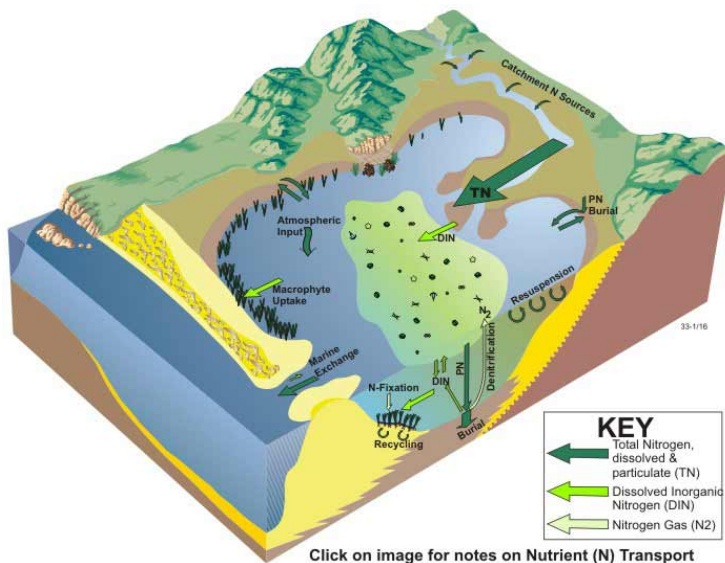 Catchment N Sources
TN
PN
Burial
Atmospheric
Input
DIN
Macrophyte
Uptake
Resuspension
N2
33-1/16
Marine
Exchange
DIN
PN
Denitrification
N-Fixation
Recycling
Burial
KEY
Total Nitrogen,
dissolved &
particulate (TN)
Dissolved Inorganic
Nitrogen (DIN)
Nitrogen Gas (N2)
Click on image for notes on Nutrient (N) Transport